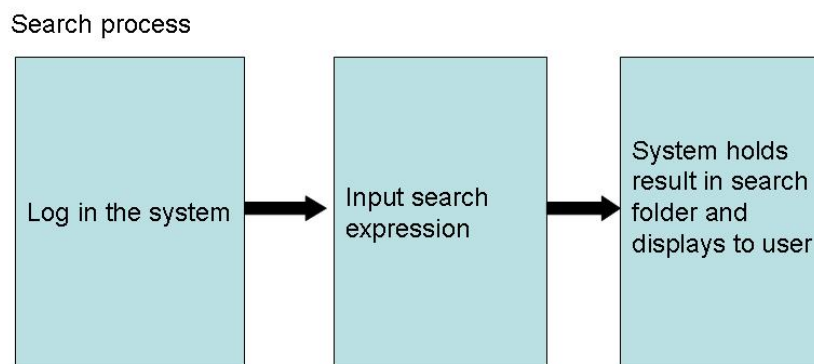 Search process
Log in the system
Input search
expression
System holds
result in search
folder and
displays to user